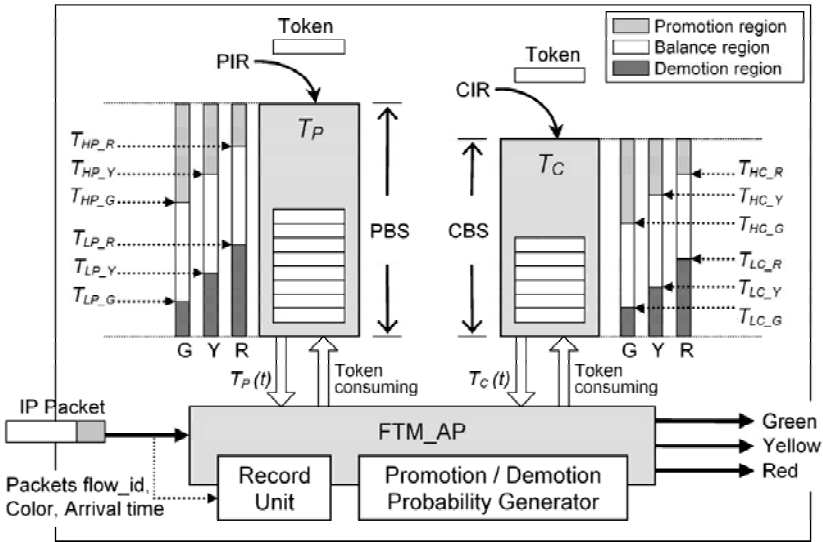 Token
PIR
Token
CIR
Promotion region
Balance region
Demotion region
T_P
T_C
T_HP_R
T_HP_Y
T_HP_G
T_LP_R
T_LP_Y
T_LP_G
PBS
CBS
T_HC_R
T_HC_Y
T_HC_G
T_LC_R
T_LC_Y
T_LC_G
G Y R
G Y R
T_P (t)
Token
consuming
T_C (t)
Token
consuming
IP Packet
FTM_AP
Green
Yellow
Red
Packets flow_id,
Color, Arrival time
Record
Unit
Promotion / Demotion
Probability Generator